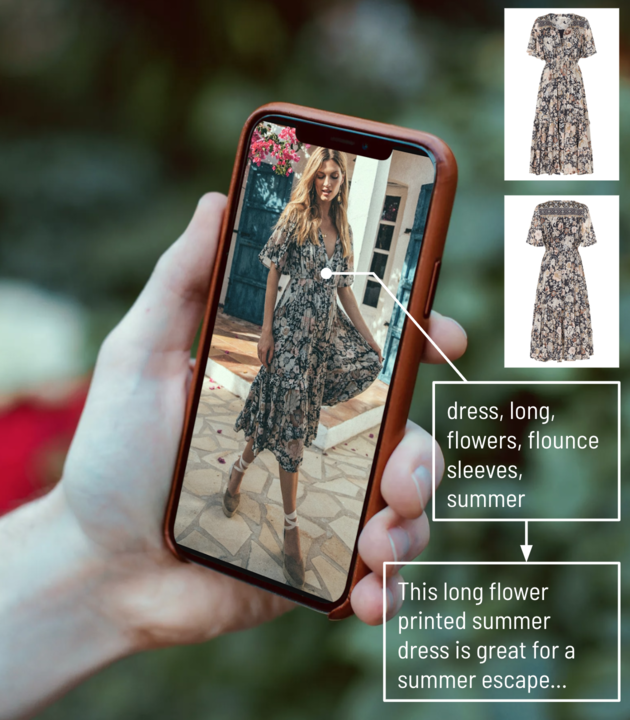 dress, long,
flowers, flounce
sleeves,
summer
This long flower
printed summer
dress is great for a
summer escape...